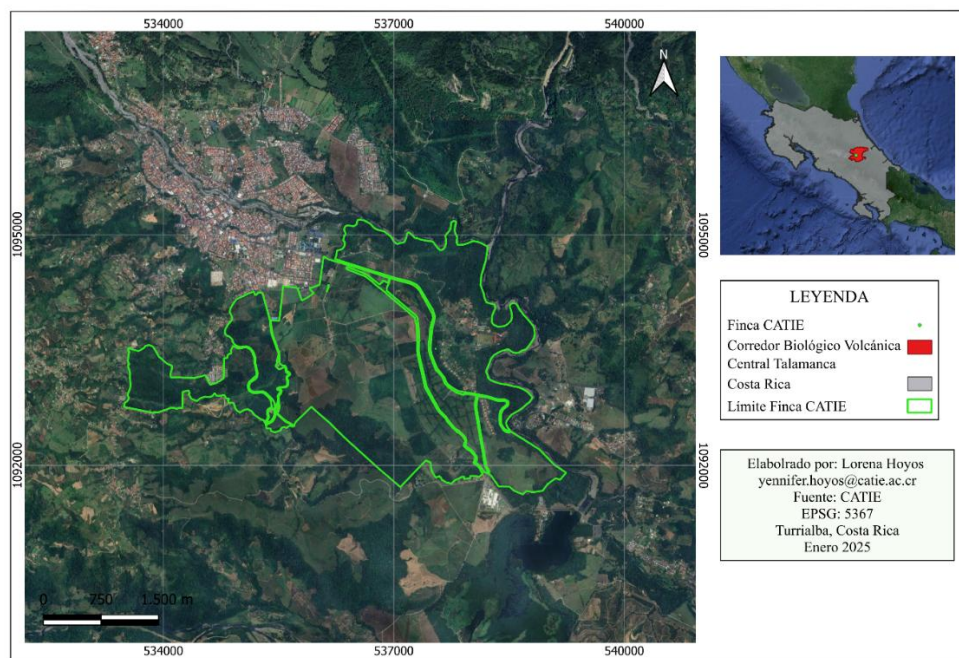 534000
537000
540000
N
1095000
1095000
1092000
1092000
0 750 1.500 m
534000
537000
540000
LEYENDA
Finca CATIE
Corredor Biológico Volcánica
Central Talamanca
Costa Rica
Límite Finca CATIE
Elabolrado por: Lorena Hoyos
yennifer.hoyos@catie.ac.cr
Fuente: CATIE
EPSG: 5367
Turrialba, Costa Rica
Enero 2025